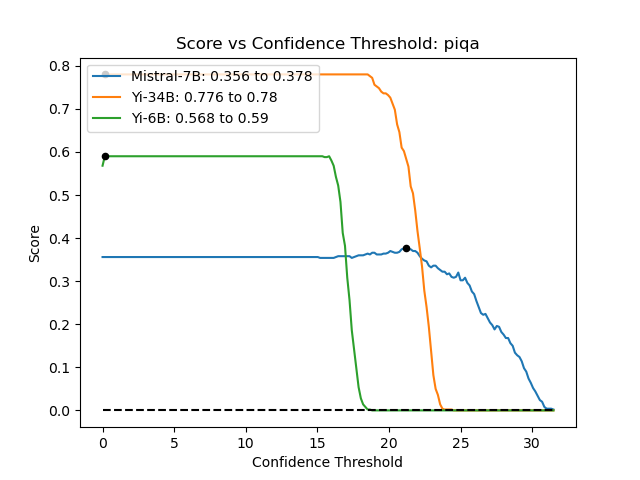 Score vs Confidence Threshold: piqa
Mistral-7B: 0.356 to 0.378
Yi-34B: 0.776 to 0.78
Yi-6B: 0.568 to 0.59
Score
0.8
0.7
0.6
0.5
0.4
0.3
0.2
0.1
0.0
0 5 10 15 20 25 30
Confidence Threshold